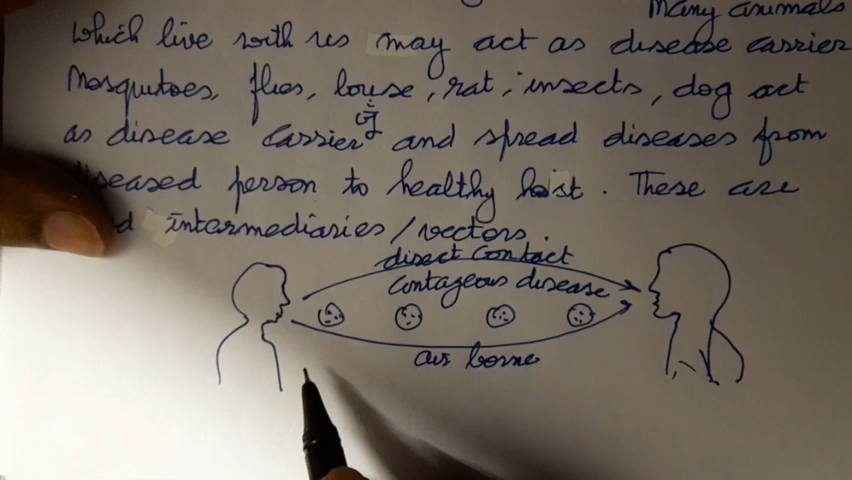 Many animals
which live with us may act as disease carrier
Mosquitoes, flies, louse, rat, insects, dog act
as disease carrier and spread diseases from
diseased person to healthy host. These are
intermediaries/vectors.
direct contact
contageous disease
air borne